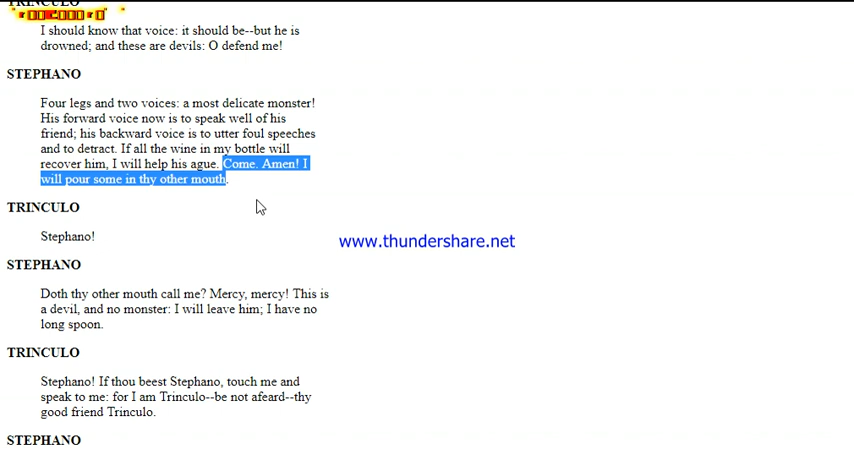 TRINCULO
I should know that voice: it should be--but he is
drowned; and these are devils: O defend me!
STEPHANO
Four legs and two voices: a most delicate monster!
His forward voice now is to speak well of his
friend; his backward voice is to utter foul speeches
and to detract. If all the wine in my bottle will
recover him, I will help his ague. Come. Amen! I
will pour some in thy other mouth.
TRINCULO
Stephano!
www.thundershare.net
STEPHANO
Doth thy other mouth call me? Mercy, mercy! This is
a devil, and no monster: I will leave him; I have no
long spoon.
TRINCULO
Stephano! If thou beest Stephano, touch me and
speak to me: for I am Trinculo--be not afeard--thy
good friend Trinculo.
STEPHANO